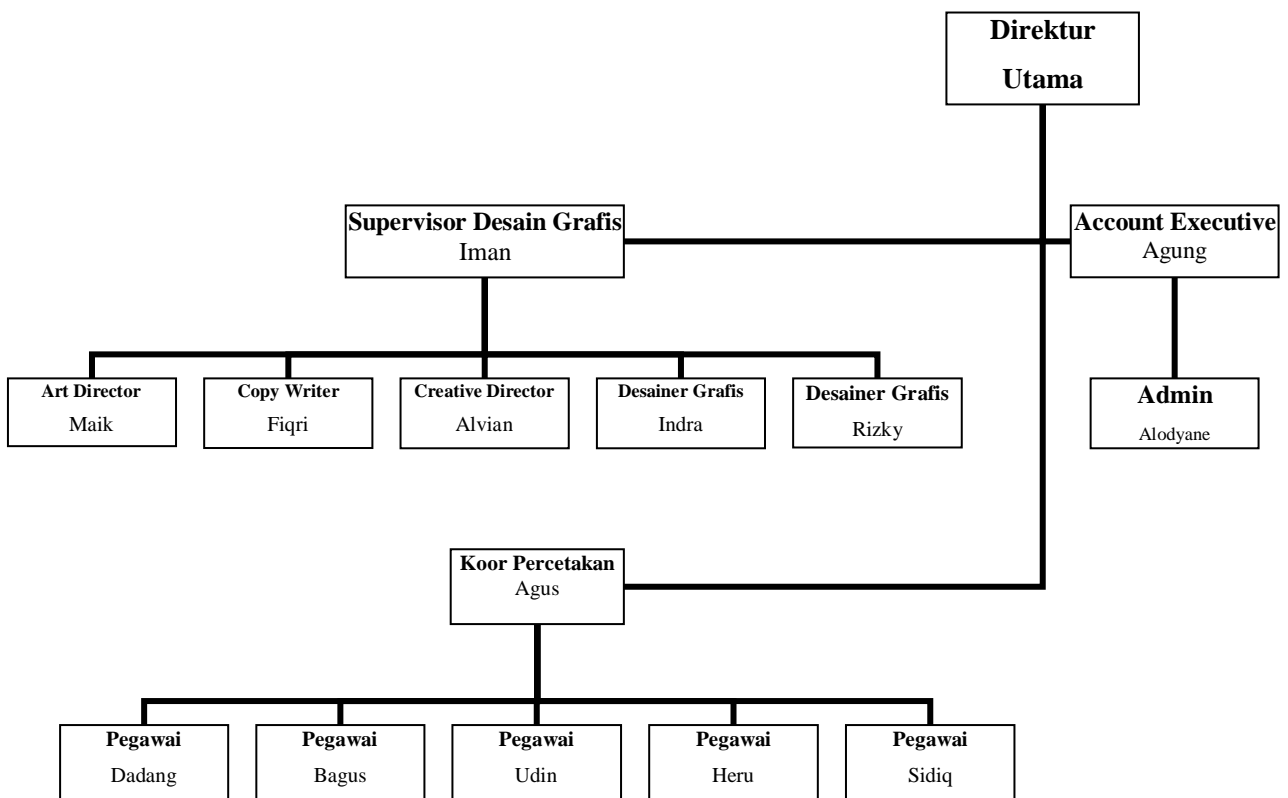 Direktur
Utama
Supervisor Desain Grafis
Iman
Account Executive
Agung
Art Director
Maik
Copy Writer
Fiqri
Creative Director
Alvian
Desainer Grafis
Indra
Desainer Grafis
Rizky
Admin
Alodyane
Koor Percetakan
Agus
Pegawai
Dadang
Pegawai
Bagus
Pegawai
Udin
Pegawai
Heru
Pegawai
Sidiq